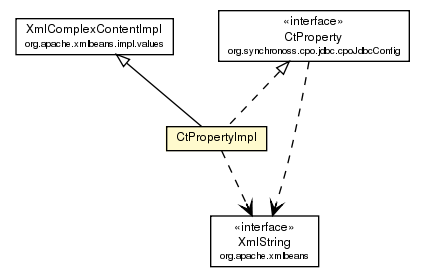 XmlComplexContentImpl
org.apache.xmlbeans.impl.values
«interface»
CtProperty
org.synchronoss.cpo.jdbc.cpoJdbcConfig
CtPropertyImpl
«interface»
XmlString
org.apache.xmlbeans